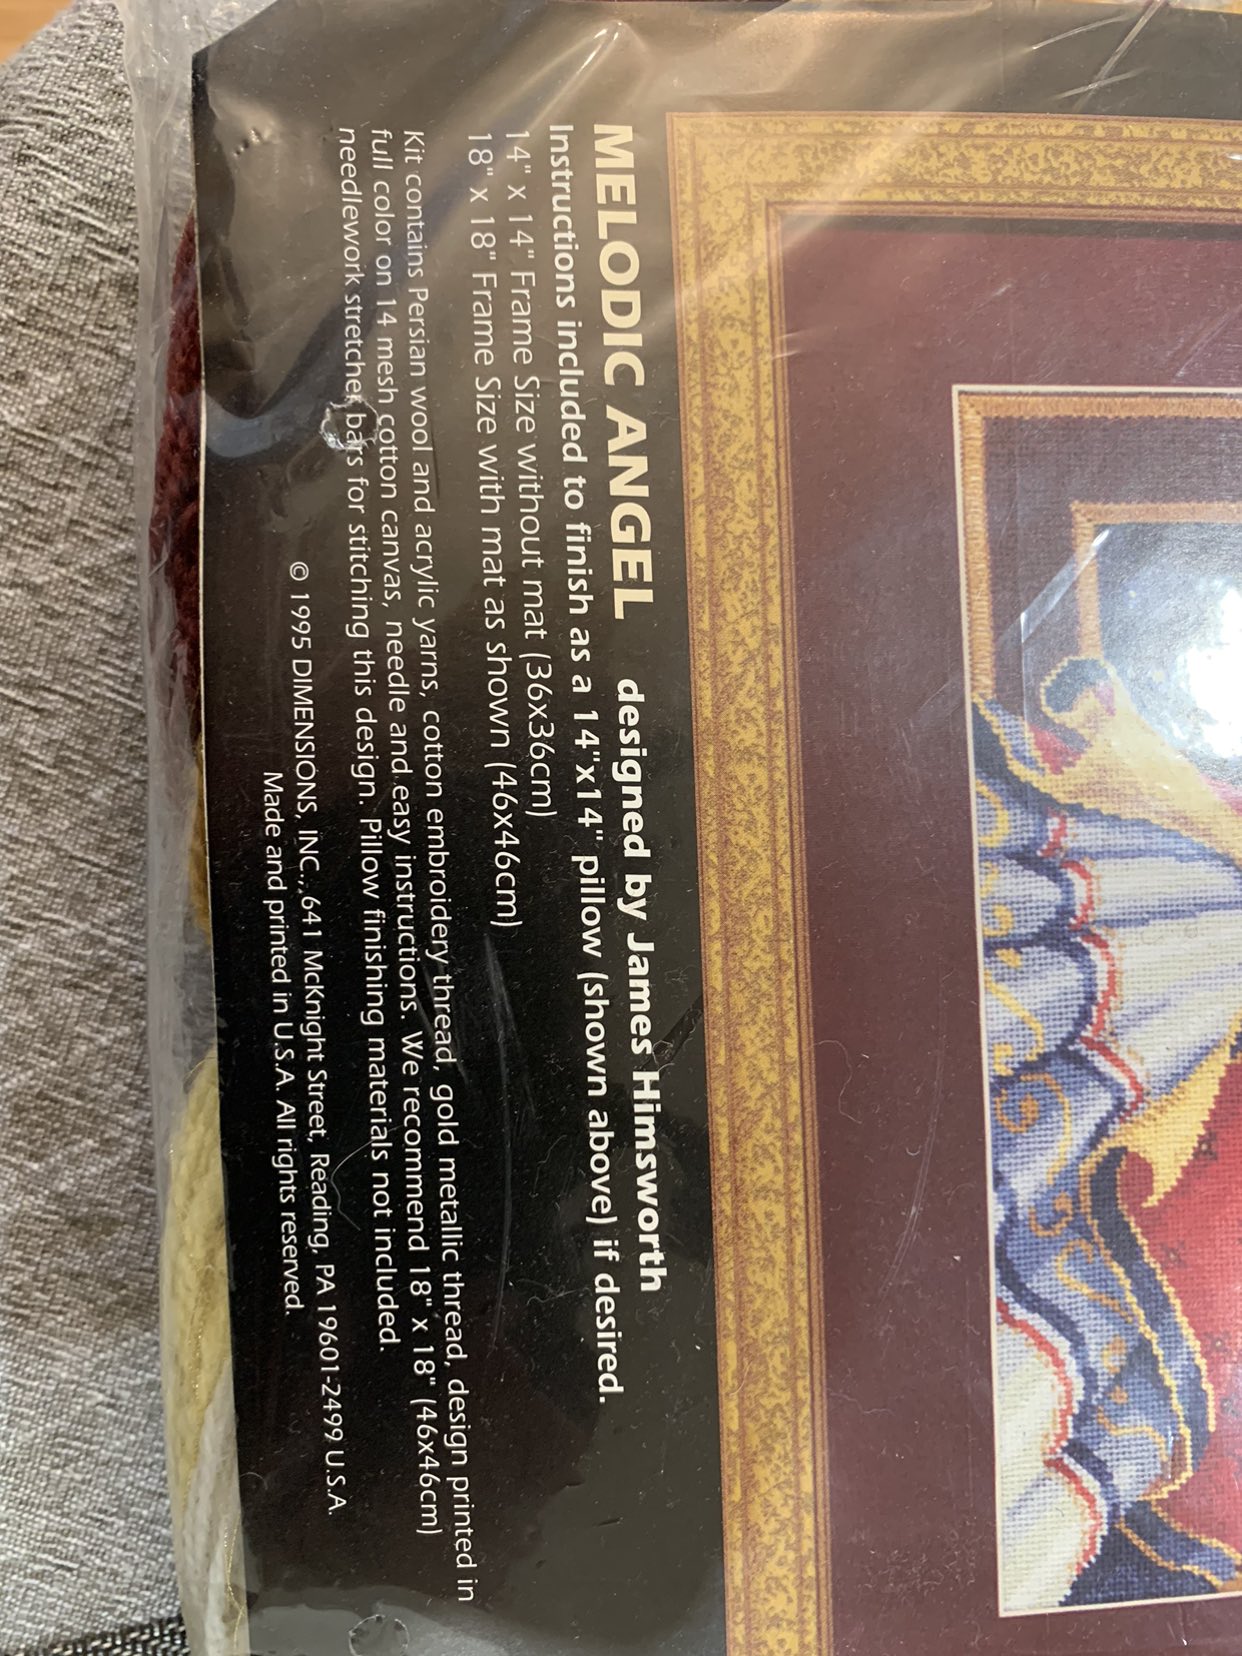 MELODIC ANGEL designed by James Himsworth
Instructions included to finish as a 14"x14" pillow (shown above) if desired.
14" x 14" Frame Size without mat (36x36cm)
18" x 18" Frame Size with mat as shown (46x46cm)
Kit contains Persian wool and acrylic yarns, cotton embroidery thread, gold metallic thread, design printed in
full color on 14 mesh cotton canvas, needle and easy instructions. We recommend 18" x 18" (46x46cm)
needlework stretcher bars for stitching this design. Pillow finishing materials not included.
© 1995 DIMENSIONS, INC., 641 McKnight Street, Reading, PA 19601-2499 U.S.A.
Made and printed in U.S.A. All rights reserved.